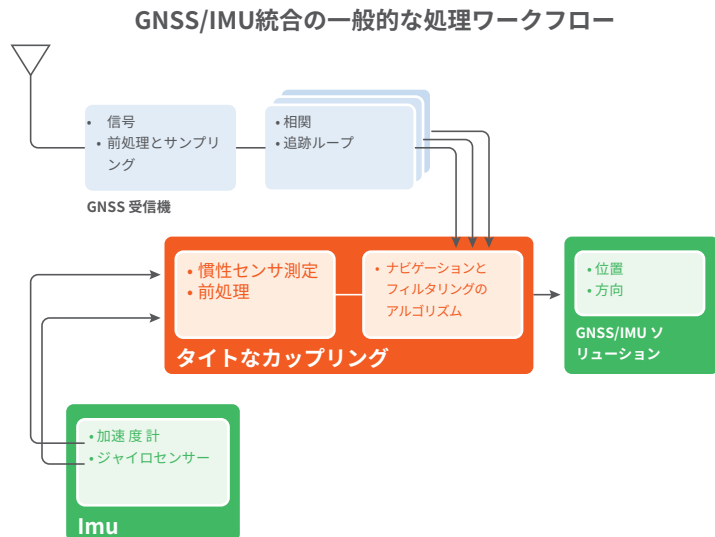 GNSS/IMU統合の一般的な処理ワークフロー
• 信号
• 前処理とサンプリ
ング
GNSS 受信機
• 相関
• 追跡ループ
• 慣性センサ測定
• 前処理
• ナビゲーションと
フィルタリングの
アルゴリズム
タイトなカップリング
• 位置
• 方向
GNSS/IMU ソ
リューション
• 加速 度 計
• ジャイロセンサー
Imu